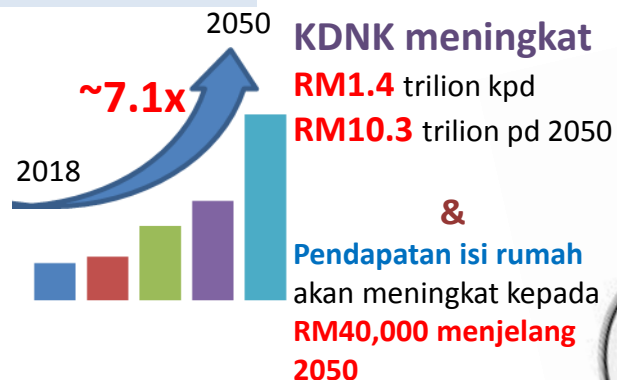 2050
~7.1x
2018
KDNK meningkat
RM1.4 trilion kpd
RM10.3 trilion pd 2050
&
Pendapatan isi rumah
akan meningkat kepada
RM40,000 menjelang
2050